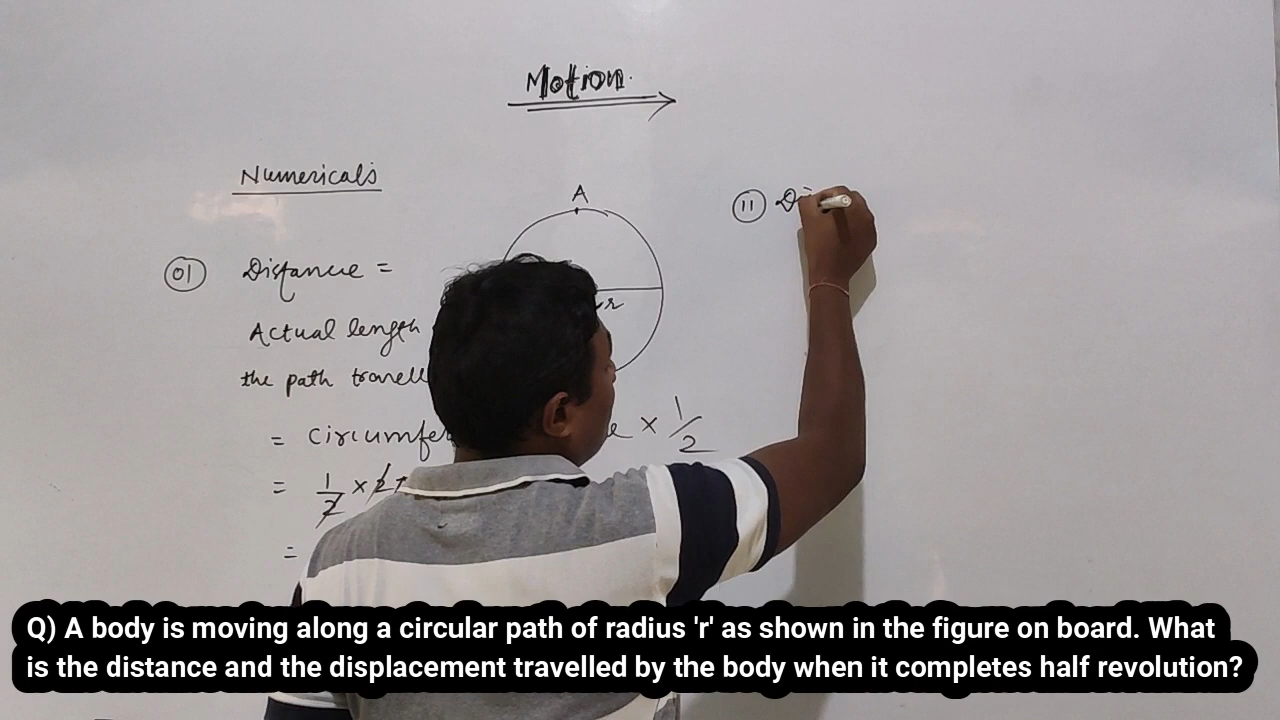 Motion.
Numericals
A
(11) Di
(01) Distance =
r
Actual length
the path travell
= Circumfe × 1/2
= 1/2 × 2
=
Q) A body is moving along a circular path of radius 'r' as shown in the figure on board. What
is the distance and the displacement travelled by the body when it completes half revolution?